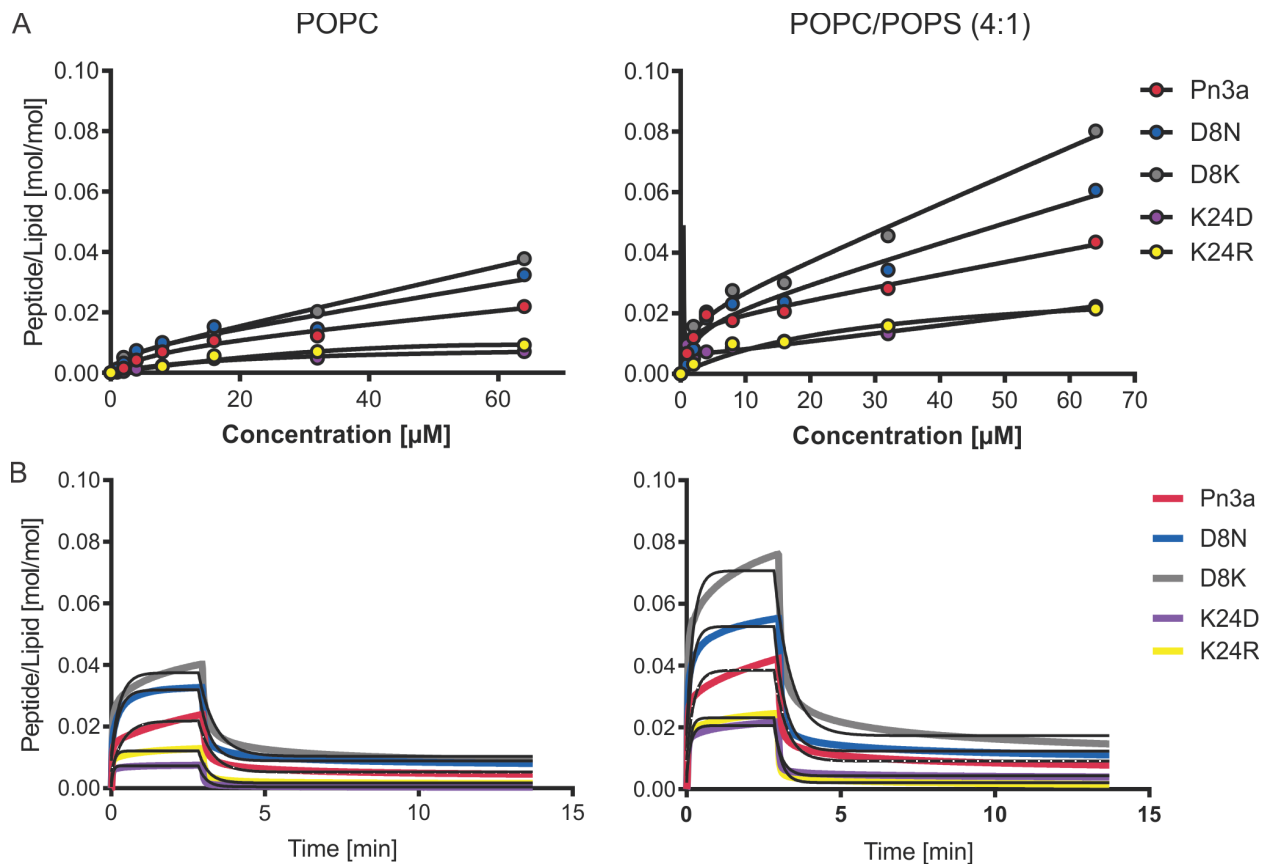 A
POPC
POPC/POPS (4:1)
Peptide/Lipid [mol/mol]
0.10
0.08
0.06
0.04
0.02
0.00
0
20
40
60
Concentration [µM]
0.10
0.08
0.06
0.04
0.02
0.00
0
10
20
30
40
50
60
70
Concentration [µM]
Pn3a
D8N
D8K
K24D
K24R
B
Peptide/Lipid [mol/mol]
0.10
0.08
0.06
0.04
0.02
0.00
0
5
10
15
Time [min]
0.10
0.08
0.06
0.04
0.02
0.00
0
5
10
15
Time [min]
Pn3a
D8N
D8K
K24D
K24R